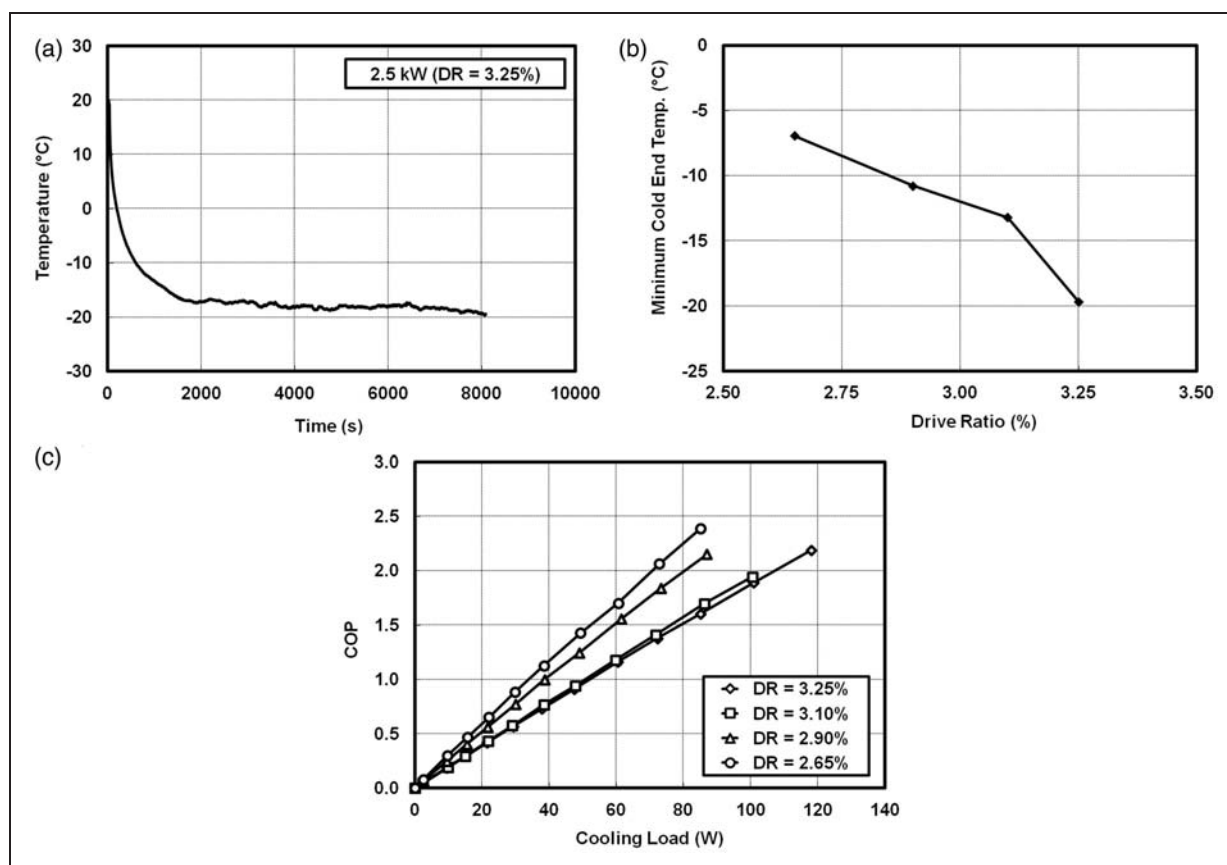 (a)
30
20
10
0
-10
-20
-30
Temperature (°C)
2.5 kW (DR = 3.25%)
0 2000 4000 6000 8000 10000
Time (s)
(b)
0
-5
-10
-15
-20
-25
Minimum Cold End Temp. (°C)
2.50 2.75 3.00 3.25 3.50
Drive Ratio (%)
(c)
3.0
2.5
2.0
1.5
1.0
0.5
0.0
COP
DR = 3.25%
DR = 3.10%
DR = 2.90%
DR = 2.65%
0 20 40 60 80 100 120 140
Cooling Load (W)